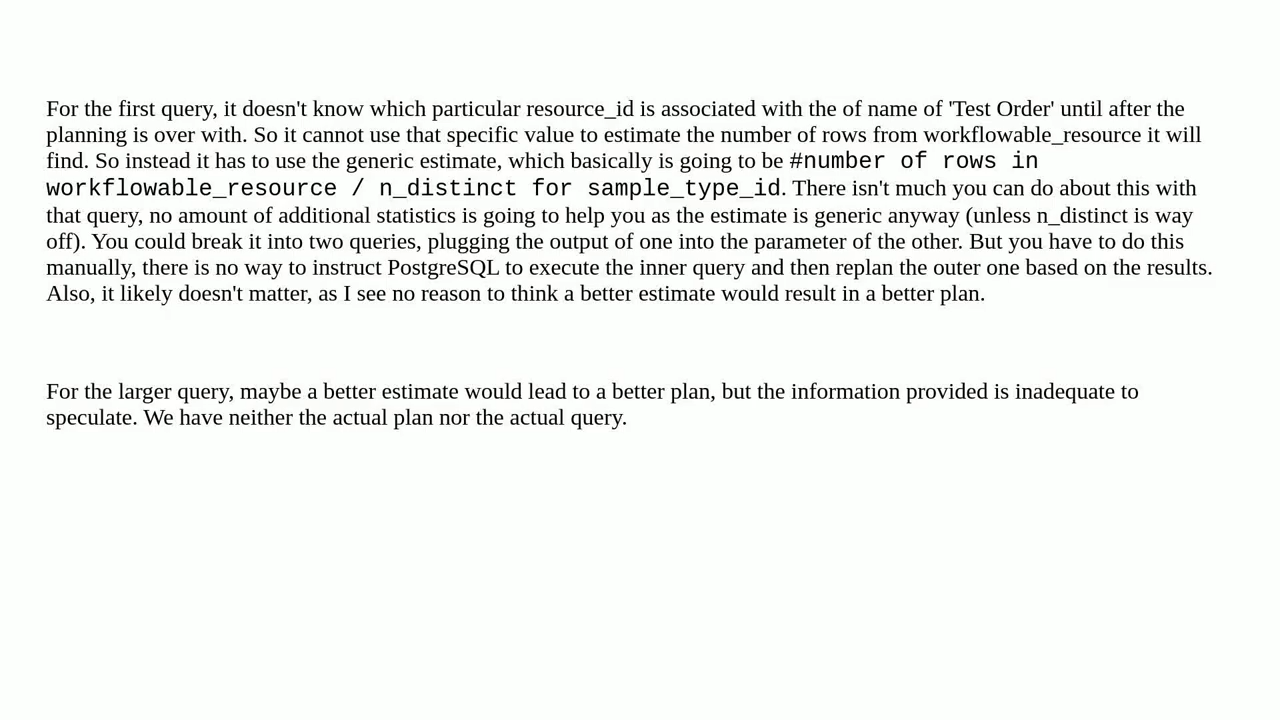 For the first query, it doesn't know which particular resource_id is associated with the of name of 'Test Order' until after the
planning is over with. So it cannot use that specific value to estimate the number of rows from workflowable_resource it will
find. So instead it has to use the generic estimate, which basically is going to be #number of rows in
workflowable_resource / n_distinct for sample_type_id. There isn't much you can do about this with
that query, no amount of additional statistics is going to help you as the estimate is generic anyway (unless n_distinct is way
off). You could break it into two queries, plugging the output of one into the parameter of the other. But you have to do this
manually, there is no way to instruct PostgreSQL to execute the inner query and then replan the outer one based on the results.
Also, it likely doesn't matter, as I see no reason to think a better estimate would result in a better plan.
For the larger query, maybe a better estimate would lead to a better plan, but the information provided is inadequate to
speculate. We have neither the actual plan nor the actual query.